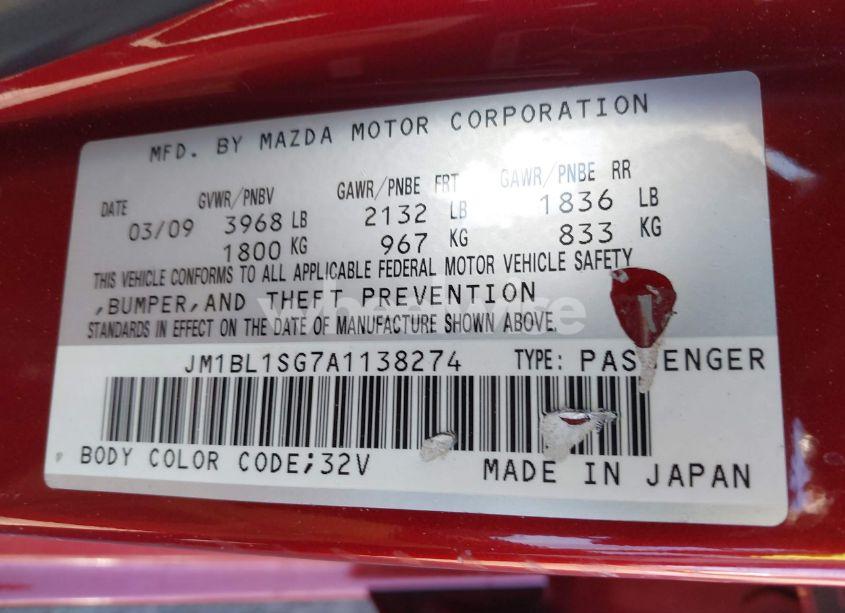 MFD. BY MAZDA MOTOR CORPORATION
DATE GVWR/PNBV GAWR/PNBE FRT GAWR/PNBE RR
03/09 3968 LB 2132 LB 1836 LB
1800 KG 967 KG 833 KG
THIS VEHICLE CONFORMS TO ALL APPLICABLE FEDERAL MOTOR VEHICLE SAFETY
,BUMPER,AND THEFT PREVENTION
STANDARDS IN EFFECT ON THE DATE OF MANUFACTURE SHOWN ABOVE.
JM1BL1SG7A1138274 TYPE: PASSENGER
BODY COLOR CODE;32V MADE IN JAPAN